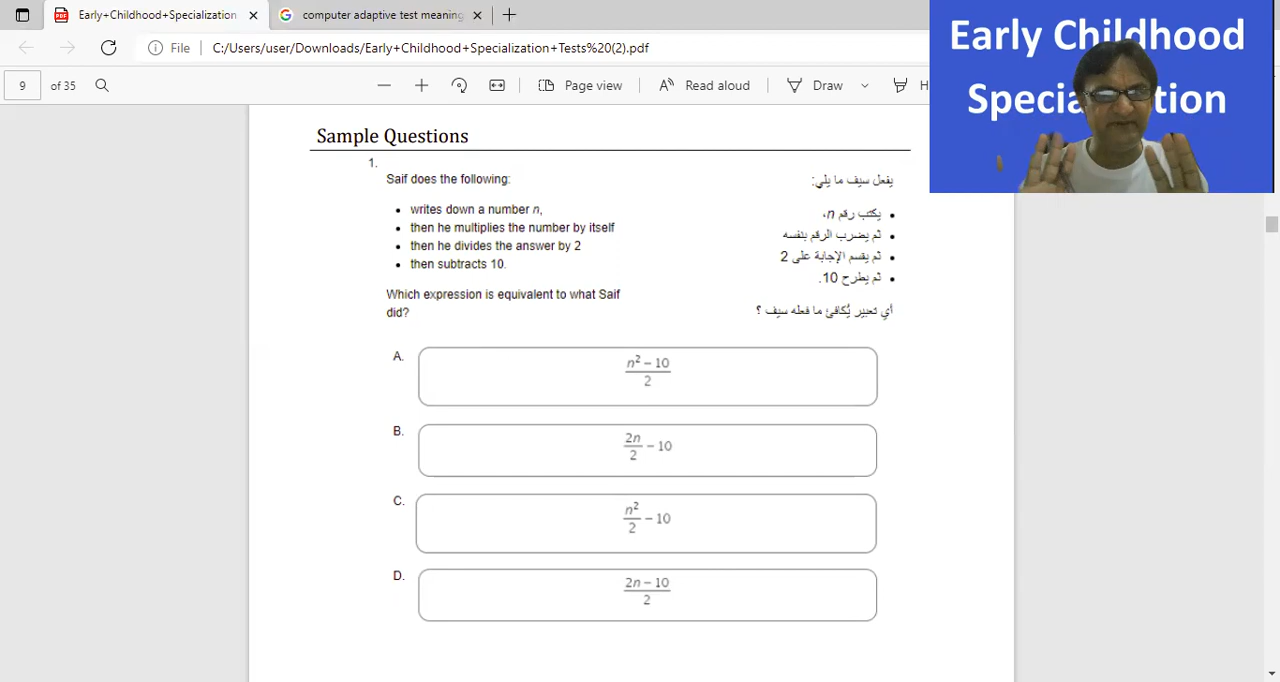 Early+Childhood+Specialization
computer adaptive test meaning
File
C:/Users/user/Downloads/Early+Childhood+Specialization+Tests%20(2).pdf
9 of 35
Page view
Read aloud
Draw
H
Early Childhood
Specia tion
Sample Questions
1.
Saif does the following:
• writes down a number n,
• then he multiplies the number by itself
• then he divides the answer by 2
• then subtracts 10.
Which expression is equivalent to what Saif
did?
يفعل سيف ما يلي:
• يكتب رقم n،
• ثم يضرب الرقم بنفسه
• ثم يقسم الإجابة على 2
• ثم يطرح 10.
أي تعبير يُكافئ ما فعله سيف ؟
A.
n² – 10
2
B.
2n
2 – 10
C.
n²
2 – 10
D.
2n – 10
2